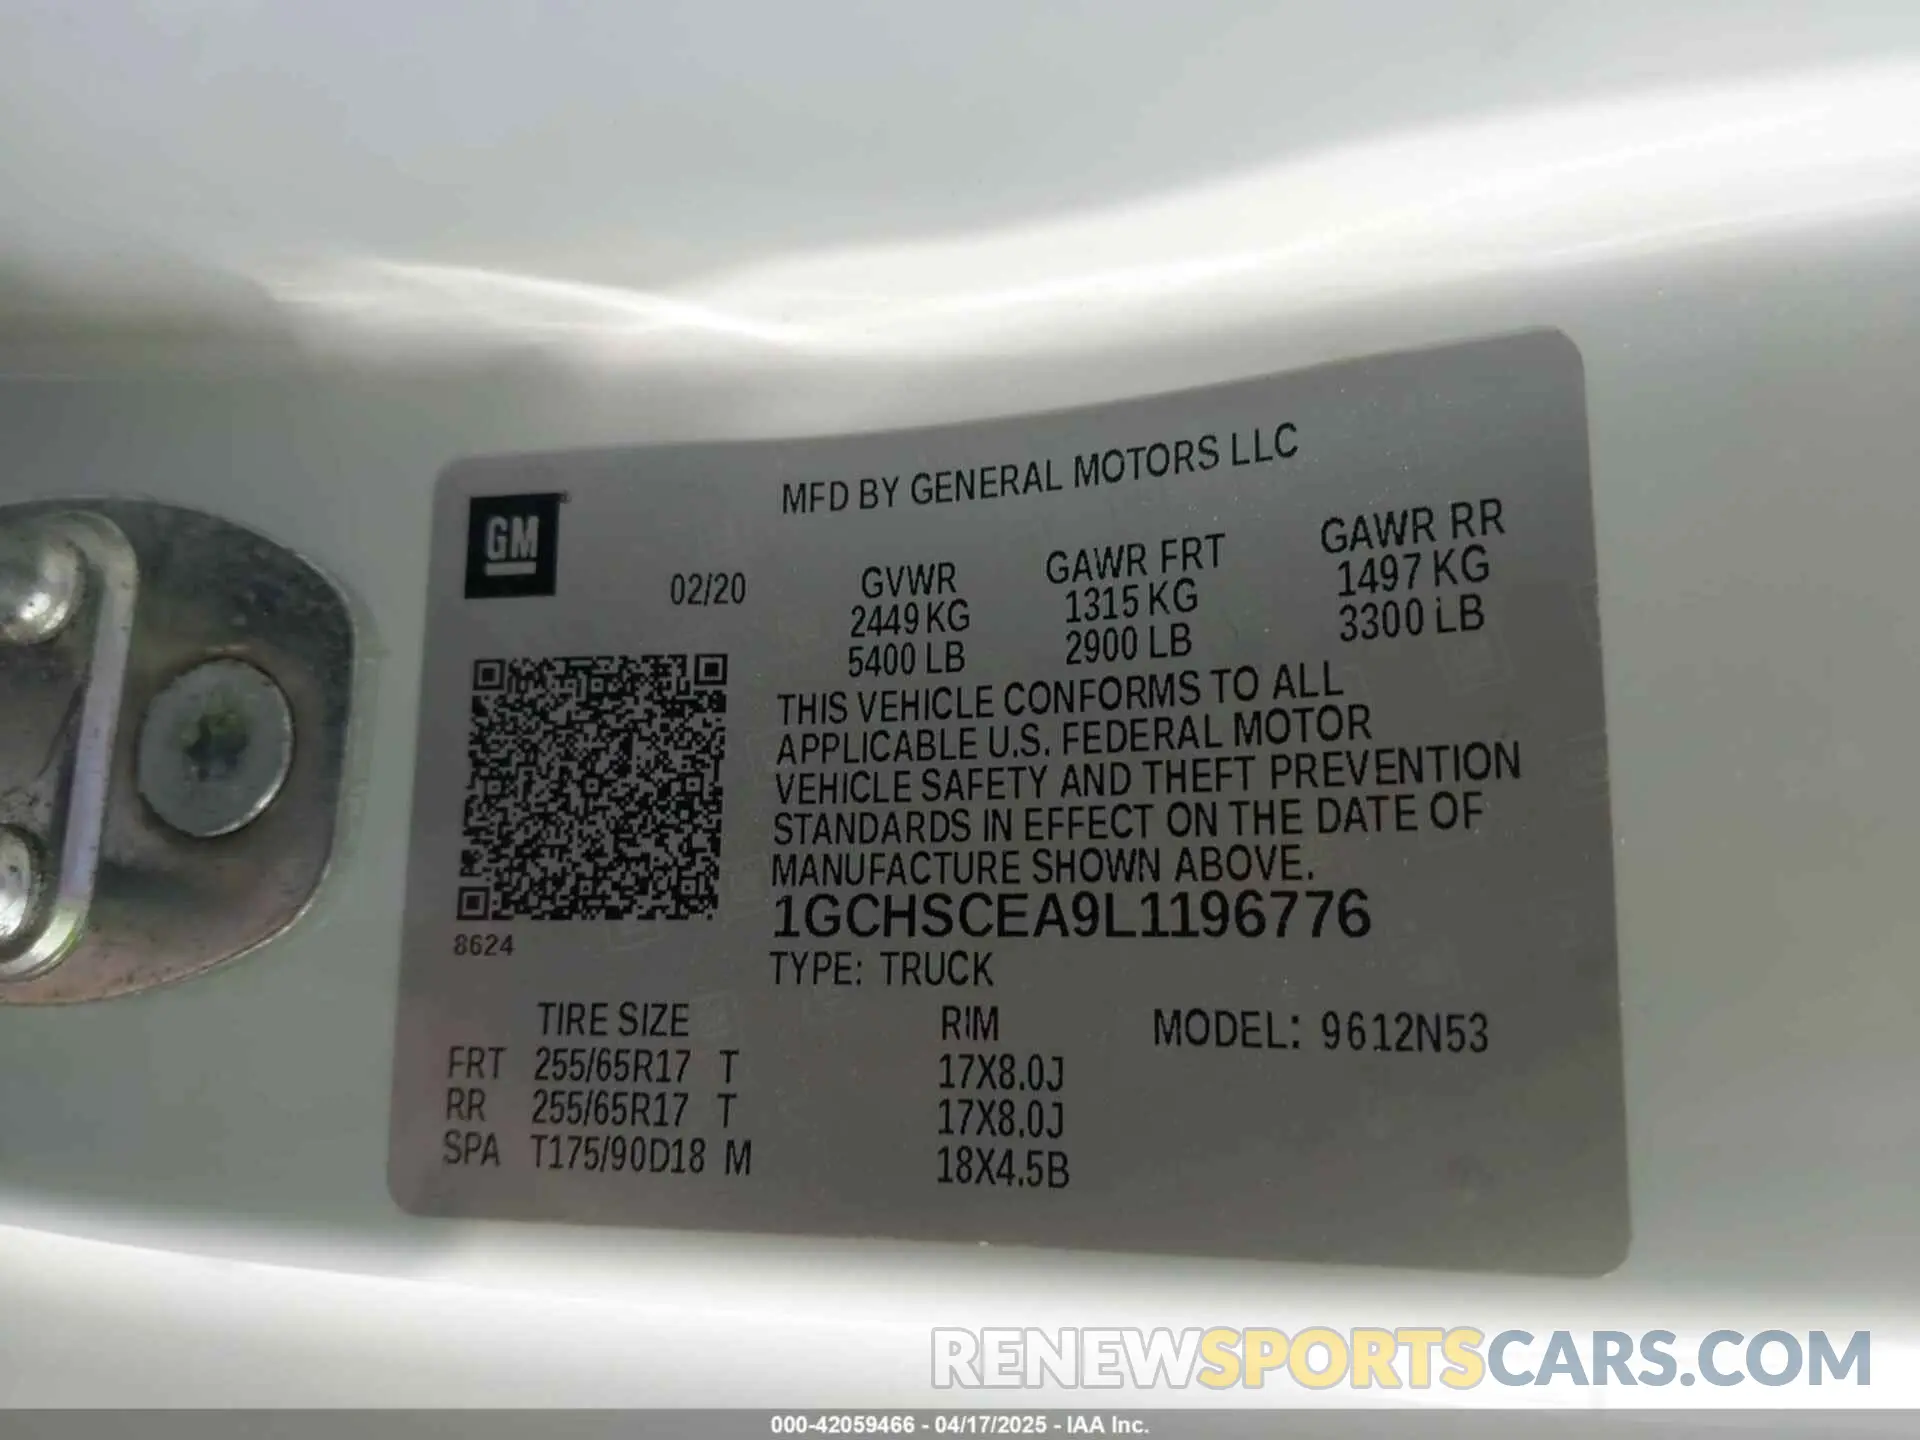 MFD BY GENERAL MOTORS LLC
GM
02/20
GVWR GAWR FRT GAWR RR
2449 KG 1315 KG 1497 KG
5400 LB 2900 LB 3300 LB
THIS VEHICLE CONFORMS TO ALL
APPLICABLE U.S. FEDERAL MOTOR
VEHICLE SAFETY AND THEFT PREVENTION
STANDARDS IN EFFECT ON THE DATE OF
MANUFACTURE SHOWN ABOVE.
1GCHSCEA9L1196776
8624
TYPE: TRUCK
TIRE SIZE RIM MODEL: 9612N53
FRT 255/65R17 T 17X8.0J
RR 255/65R17 T 17X8.0J
SPA T175/90D18 M 18X4.5B
RENEWSPORTSCARS.COM
000-42059466 - 04/17/2025 - IAA Inc.